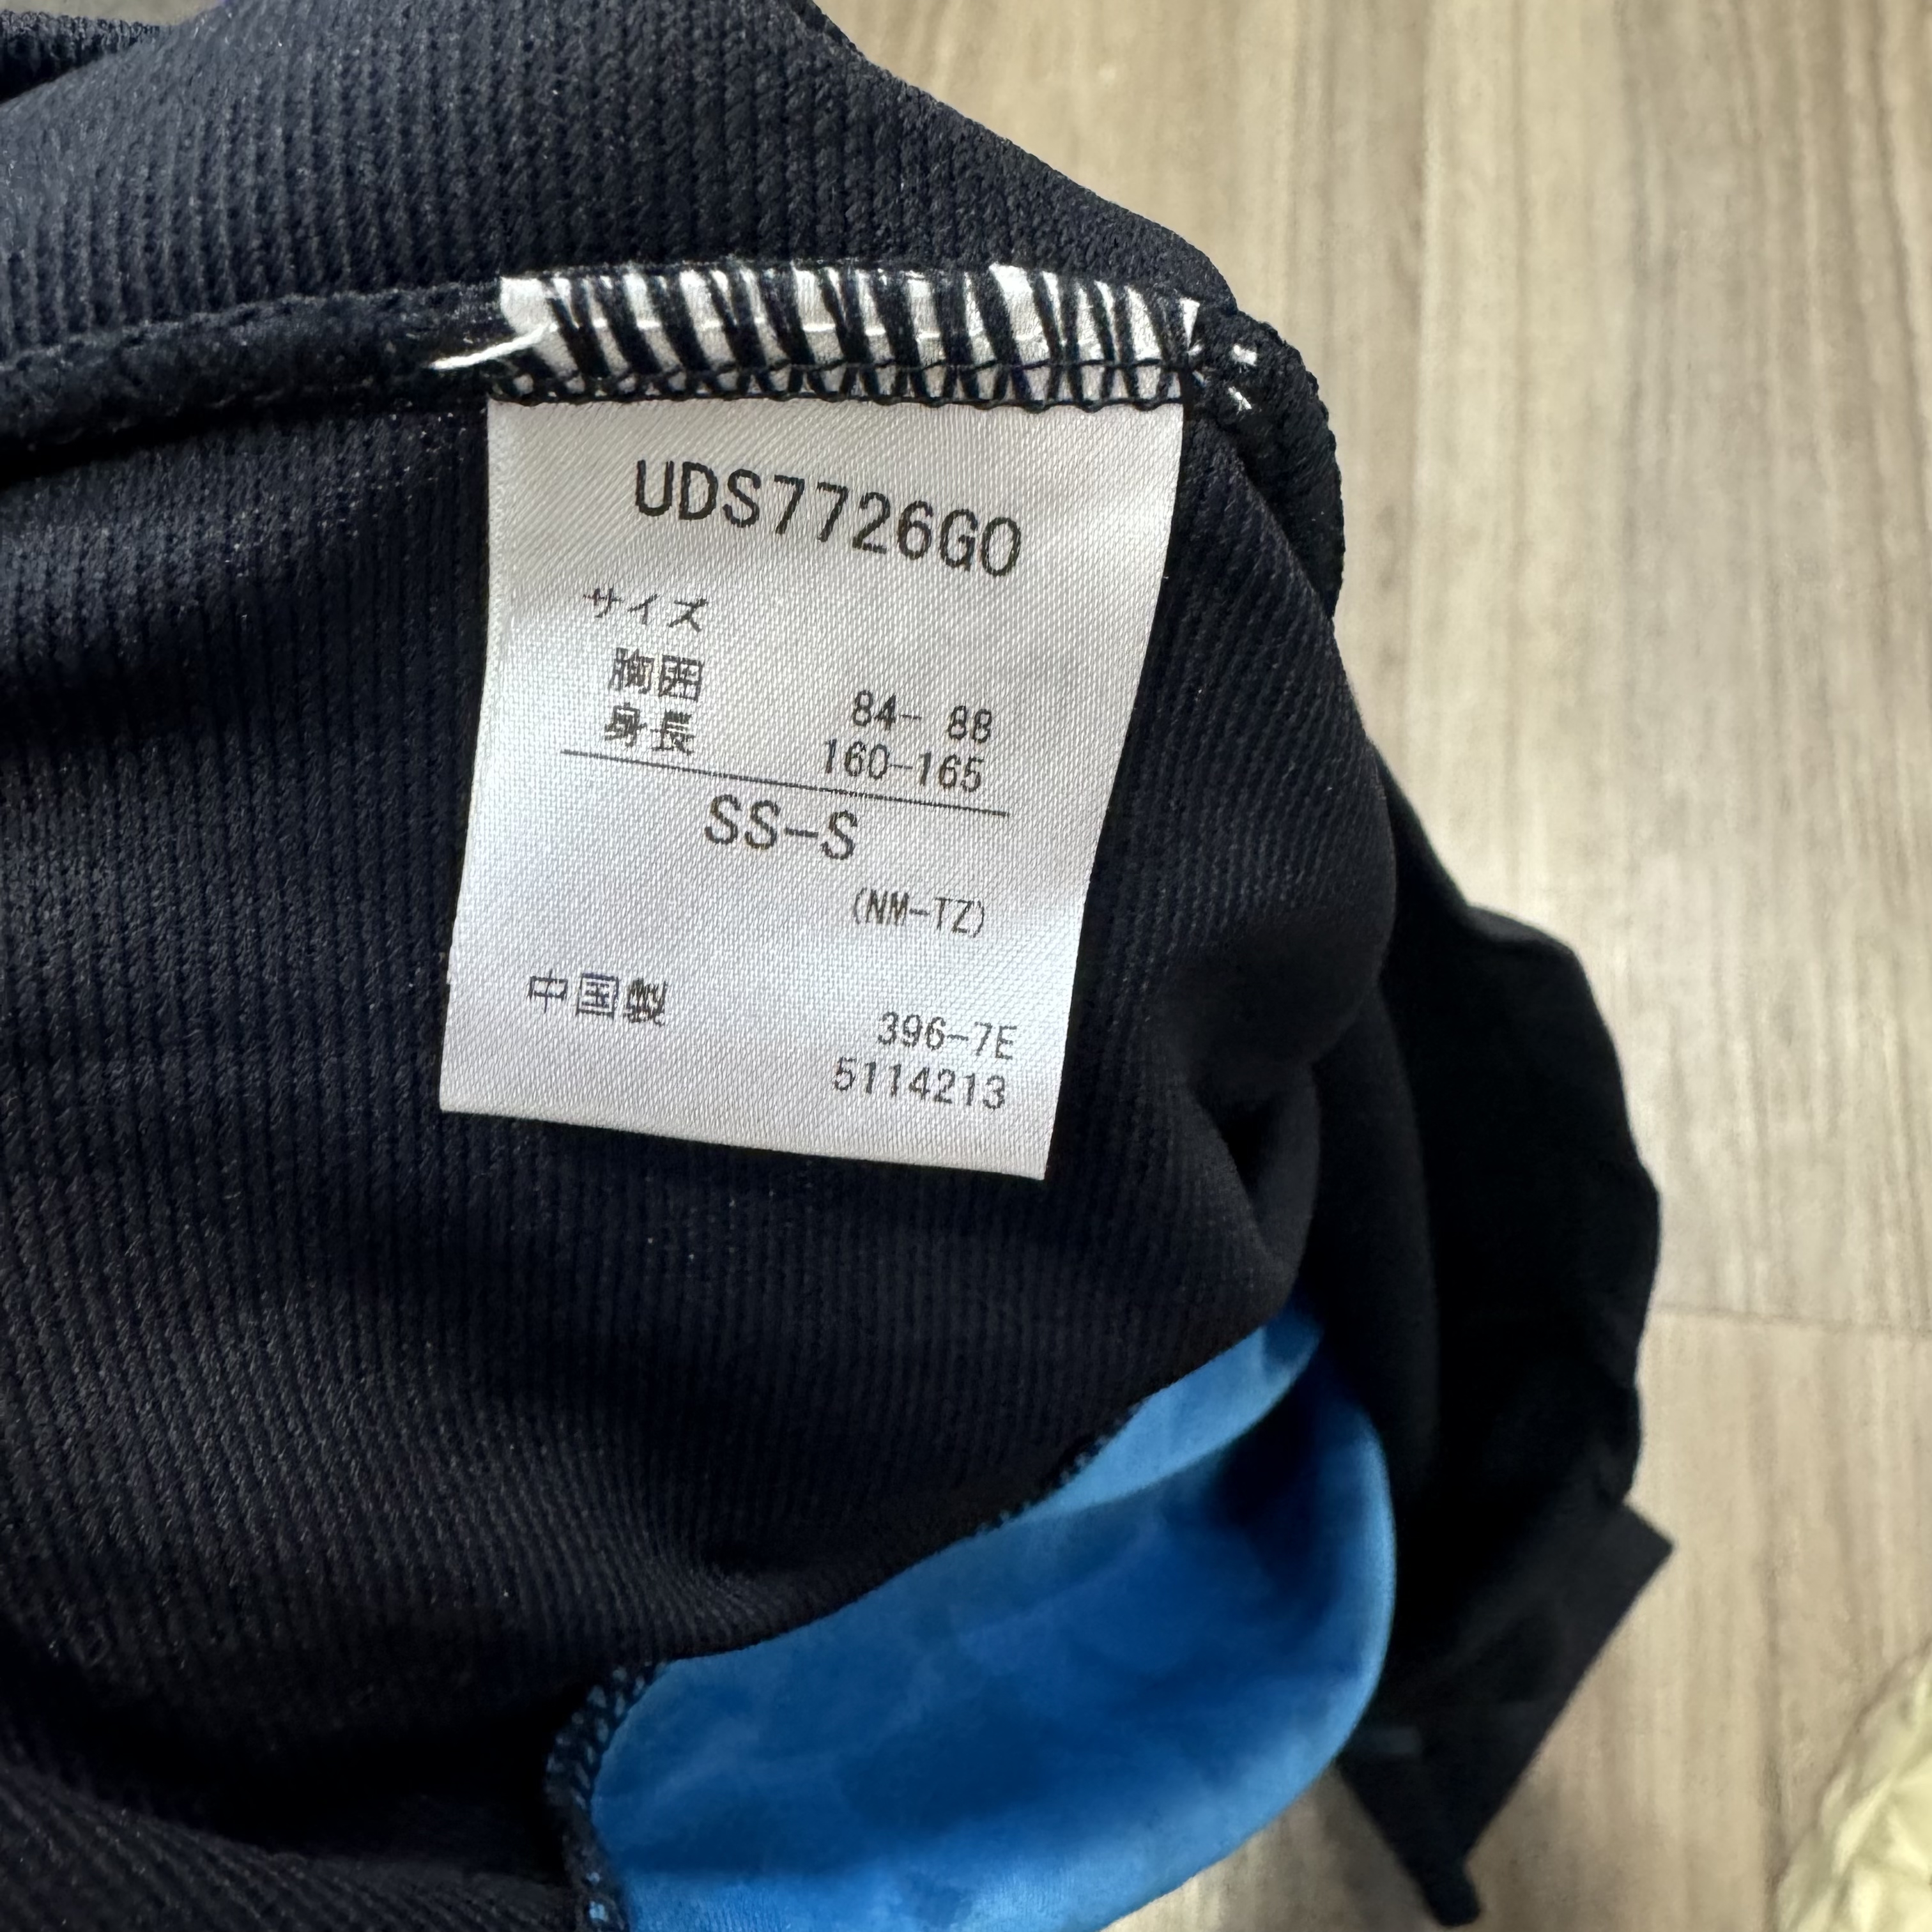 UDS7726GO
サイズ
胸囲 84- 88
身長 160-165
SS-S
(NM-TZ)
中国製
396-7E
5114213